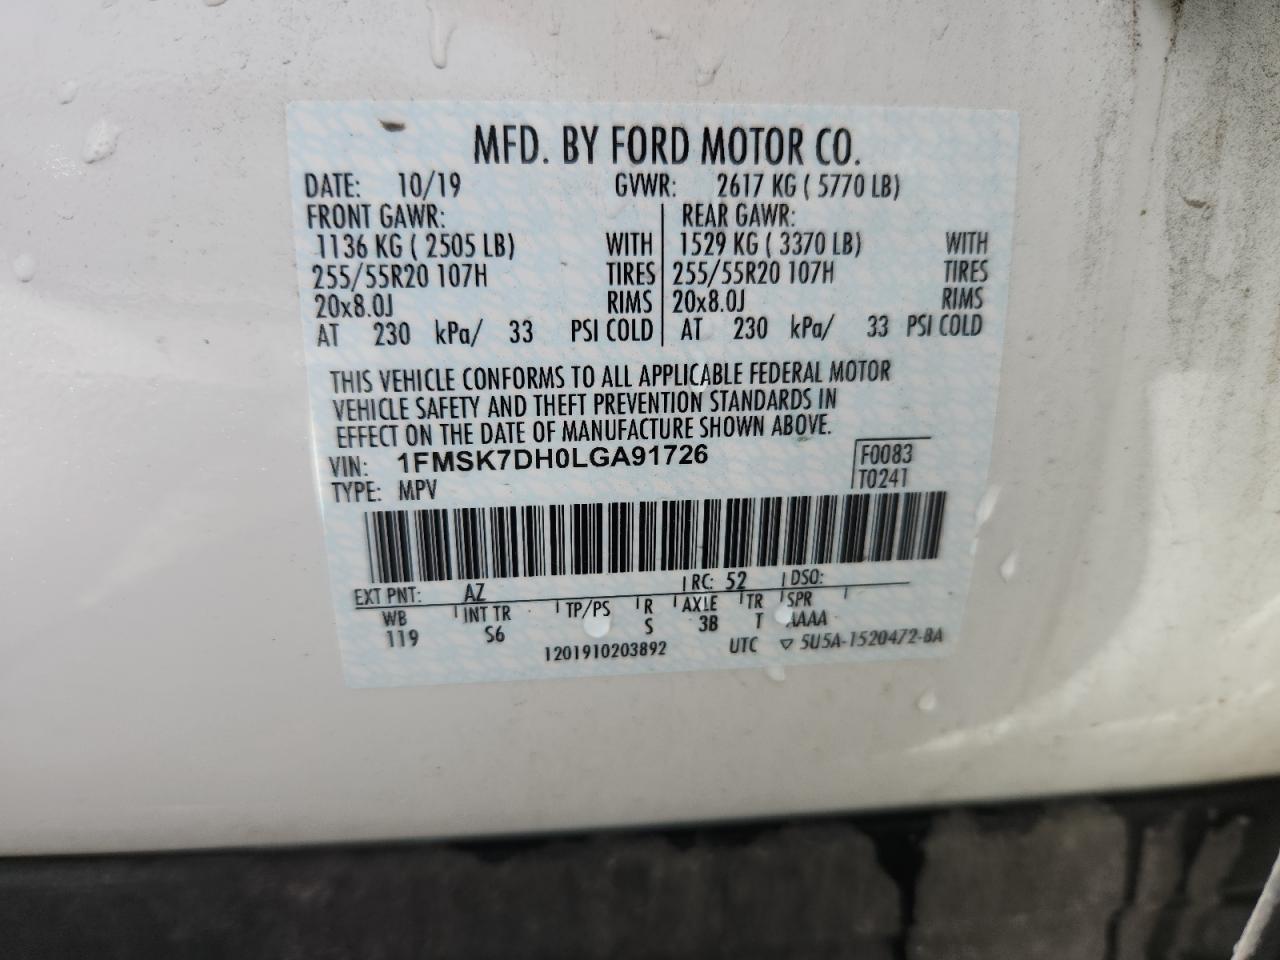 MFD. BY FORD MOTOR CO.
DATE: 10/19 GVWR: 2617 KG ( 5770 LB)
FRONT GAWR: REAR GAWR:
1136 KG ( 2505 LB) WITH 1529 KG ( 3370 LB) WITH
255/55R20 107H TIRES 255/55R20 107H TIRES
20x8.0J RIMS 20x8.0J RIMS
AT 230 kPa/ 33 PSI COLD AT 230 kPa/ 33 PSI COLD
THIS VEHICLE CONFORMS TO ALL APPLICABLE FEDERAL MOTOR
VEHICLE SAFETY AND THEFT PREVENTION STANDARDS IN
EFFECT ON THE DATE OF MANUFACTURE SHOWN ABOVE.
VIN: 1FMSK7DH0LGA91726 F0083
TYPE: MPV T0241
EXT PNT: AZ RC: 52 DSO:
WB INT TR TP/PS R AXLE TR SPR
119 S6 S 3B T AAAA
1201910203892 UTC ▽ 5U5A-1520472-BA